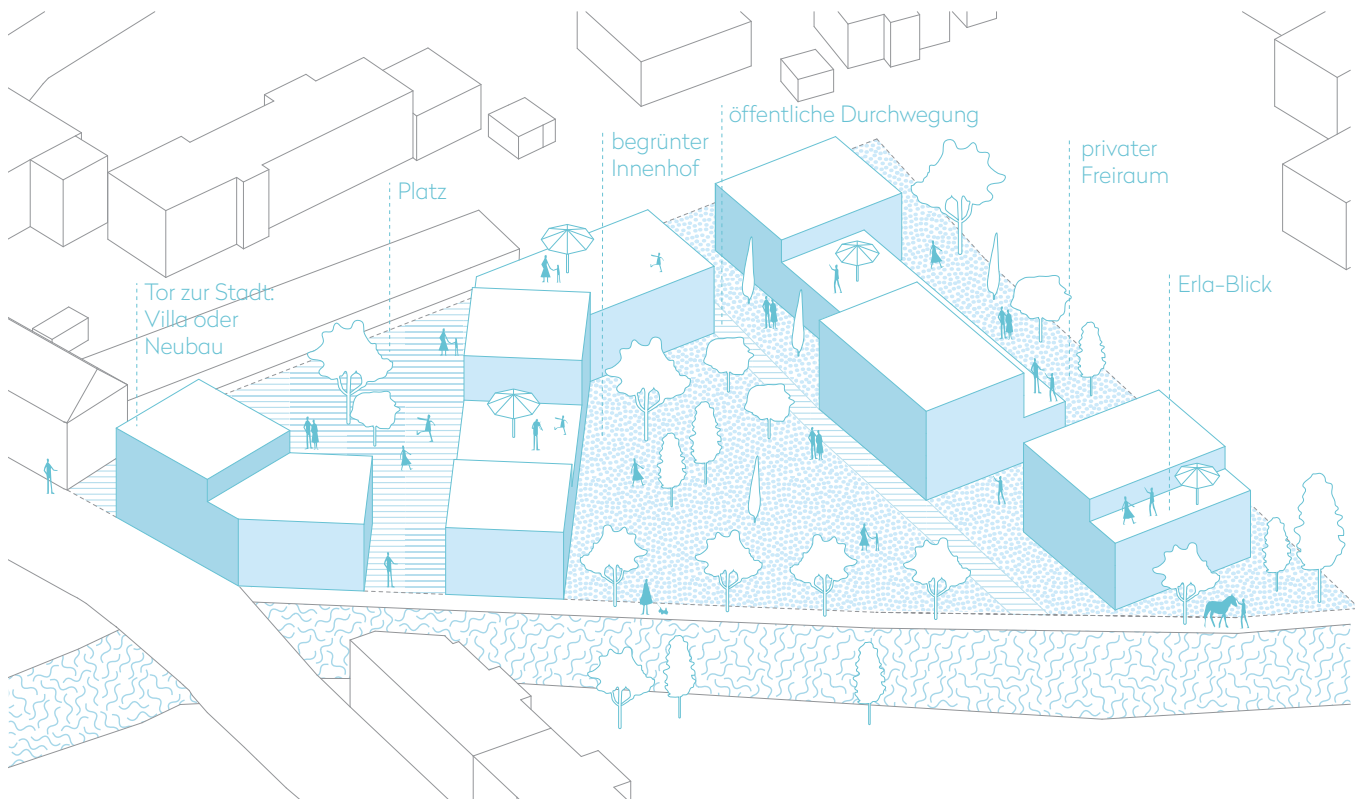 öffentliche Durchwegung
begrünter
Innenhof
privater
Freiraum
Platz
Erla-Blick
Tor zur Stadt:
Villa oder
Neubau